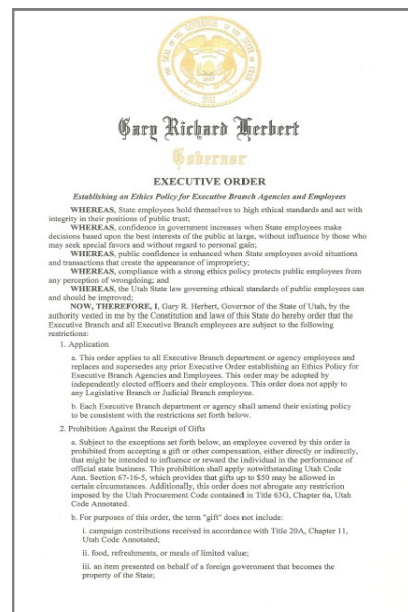 Gary Richard Herbert
Governor
EXECUTIVE ORDER
Establishing an Ethics Policy for Executive Branch Agencies and Employees
WHEREAS, State employees hold themselves to high ethical standards and act with
integrity in their positions of public trust;
WHEREAS, confidence in government increases when State employees make
decisions based upon the best interests of the public at large, without influence by those who
may seek special favors and without regard to personal gain;
WHEREAS, public confidence is enhanced when State employees avoid situations
and transactions that create the appearance of impropriety;
WHEREAS, compliance with a strong ethics policy protects public employees from
any perception of wrongdoing; and
WHEREAS, the Utah State law governing ethical standards of public employees can
and should be improved;
NOW, THEREFORE, I, Gary R. Herbert, Governor of the State of Utah, by the
authority vested in me by the Constitution and laws of this State do hereby order that the
Executive Branch and all Executive Branch employees are subject to the following
restrictions:
1. Application
a. This order applies to all Executive Branch department or agency employees and
replaces and supersedes any prior Executive Order establishing an Ethics Policy for
Executive Branch Agencies and Employees. This order may be adopted by
independently elected officers and their employees. This order does not apply to
any Legislative Branch or Judicial Branch employee.
b. Each Executive Branch department or agency shall amend their existing policy
to be consistent with the restrictions set forth below.
2. Prohibition Against the Receipt of Gifts
a. Subject to the exceptions set forth below, an employee covered by this order is
prohibited from accepting a gift or other compensation, either directly or indirectly,
that might be intended to influence or reward the individual in the performance of
official state business. This prohibition shall apply notwithstanding Utah Code
Ann. Section 67-16-5, which provides that gifts up to $50 may be allowed in
certain circumstances. Additionally, this order does not abrogate any restriction
imposed by the Utah Procurement Code contained in Title 63G, Chapter 6a, Utah
Code Annotated.
b. For purposes of this order, the term "gift" does not include:
i. campaign contributions received in accordance with Title 20A, Chapter 11,
Utah Code Annotated;
ii. food, refreshments, or meals of limited value;
iii. an item presented on behalf of a foreign government that becomes the
property of the State;